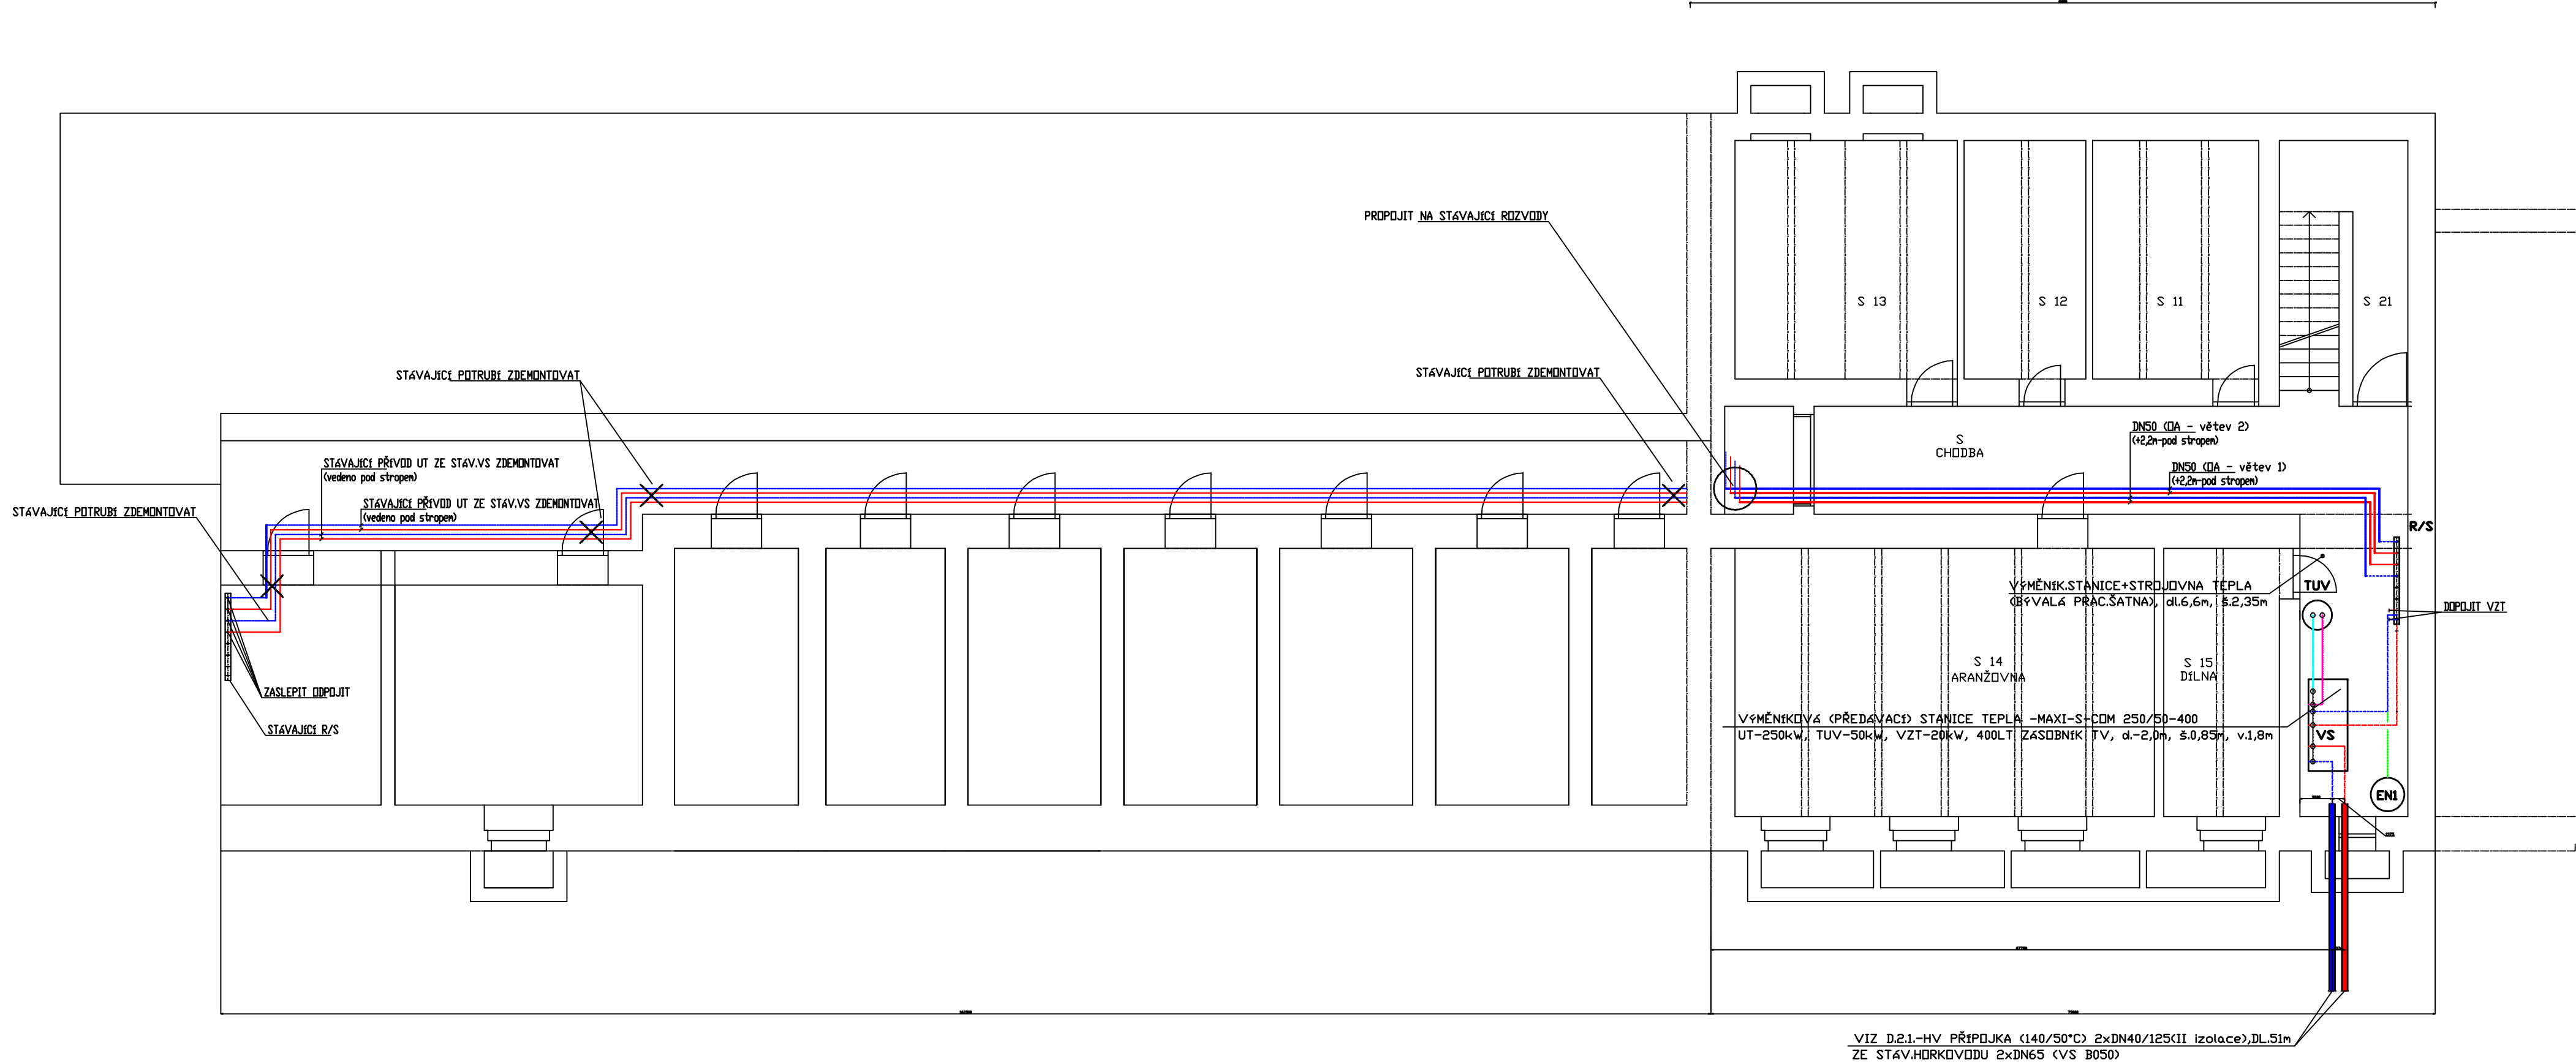 PROPOJIT NA STÁVAJÍCÍ ROZVODY
S 13
S 12
S 11
S 21
STÁVAJÍCÍ POTRUBÍ ZDEMONTOVAT
STÁVAJÍCÍ POTRUBÍ ZDEMONTOVAT
DN50 (OA - větev 2)
(+2,2m-pod stropem)
S
CHODBA
DN50 (OA - větev 1)
(+2,2m-pod stropem)
STÁVAJÍCÍ PŘÍVOD UT ZE STÁV.VS ZDEMONTOVAT
(vedeno pod stropem)
STÁVAJÍCÍ PŘÍVOD UT ZE STÁV.VS ZDEMONTOVAT
(vedeno pod stropem)
STÁVAJÍCÍ POTRUBÍ ZDEMONTOVAT
R/S
VÝMĚNÍK.STANICE+STROJOVNA TEPLA
(BÝVALÁ PRAC.ŠATNA), dl.6,6m, š.2,35m
TUV
DOPOJIT VZT
S 14
ARANŽOVNA
S 15
DÍLNA
ZASLEPIT ODPOJIT
STÁVAJÍCÍ R/S
VÝMĚNÍKOVÁ (PŘEDÁVACÍ) STANICE TEPLA -MAXI-S-COM 250/50-400
UT-250kW, TUV-50kW, VZT-20kW, 400LT ZÁSOBNÍK TV, d.-2,0m, š.0,85m, v.1,8m
VS
EN1
VIZ D.2.1.-HV PŘÍPOJKA (140/50°C) 2xDN40/125(II izolace),DL.51m
ZE STÁV.HORKOVODU 2xDN65 (VS B050)